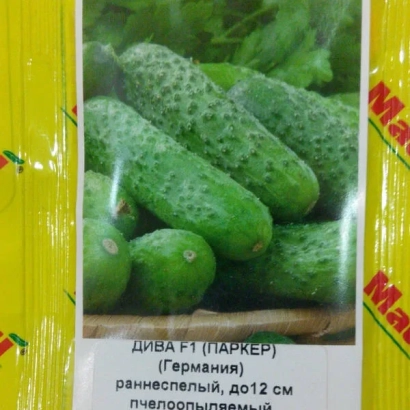 ДИВА F1 (ПАРКЕР)
(Германия)
раннеспелый, до12 см
пчелоопыляемый